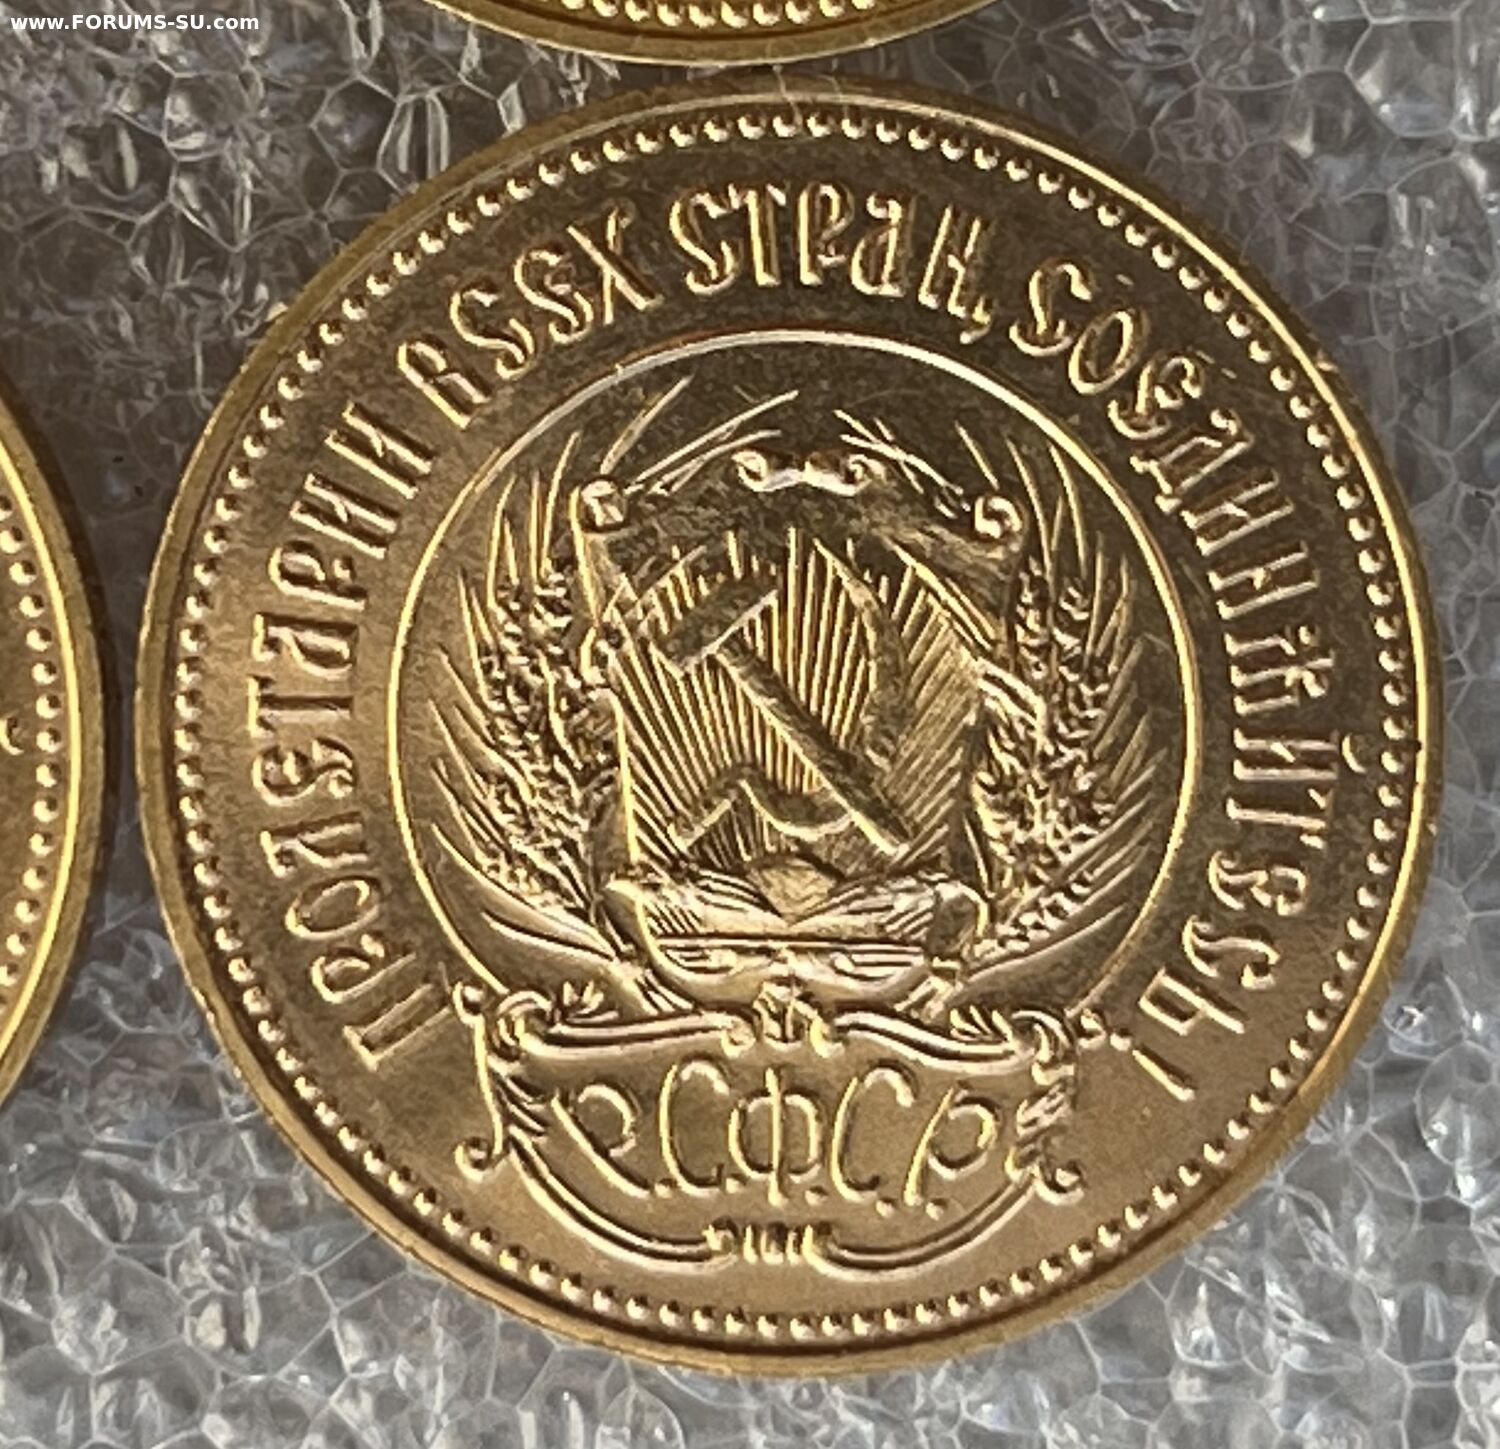 www.FORUMS-SU.com
ПРОЛЕТАРИИ ВСЕХ СТРАН, СОЕДИНЯЙТЕСЬ!
Р.С.Ф.С.Р.